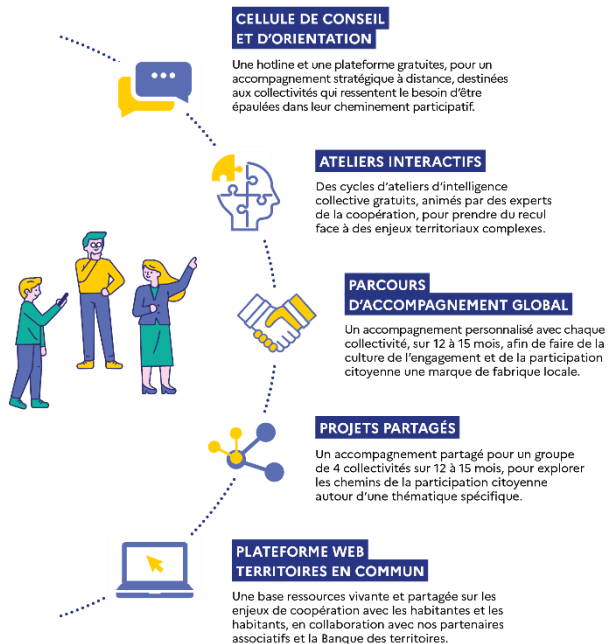 CELLULE DE CONSEIL
ET D'ORIENTATION
Une hotline et une plateforme gratuites, pour un
accompagnement stratégique à distance, destinées
aux collectivités qui ressentent le besoin d'être
épaulées dans leur cheminement participatif.
ATELIERS INTERACTIFS
Des cycles d'ateliers d'intelligence
collective gratuits, animés par des experts
de la coopération, pour prendre du recul
face à des enjeux territoriaux complexes.
PARCOURS
D'ACCOMPAGNEMENT GLOBAL
Un accompagnement personnalisé avec chaque
collectivité, sur 12 à 15 mois, afin de faire de la
culture de l'engagement et de la participation
citoyenne une marque de fabrique locale.
PROJETS PARTAGÉS
Un accompagnement partagé pour un groupe
de 4 collectivités sur 12 à 15 mois, pour explorer
les chemins de la participation citoyenne
autour d'une thématique spécifique.
PLATEFORME WEB
TERRITOIRES EN COMMUN
Une base ressources vivante et partagée sur les
enjeux de coopération avec les habitantes et les
habitants, en collaboration avec nos partenaires
associatifs et la Banque des territoires.